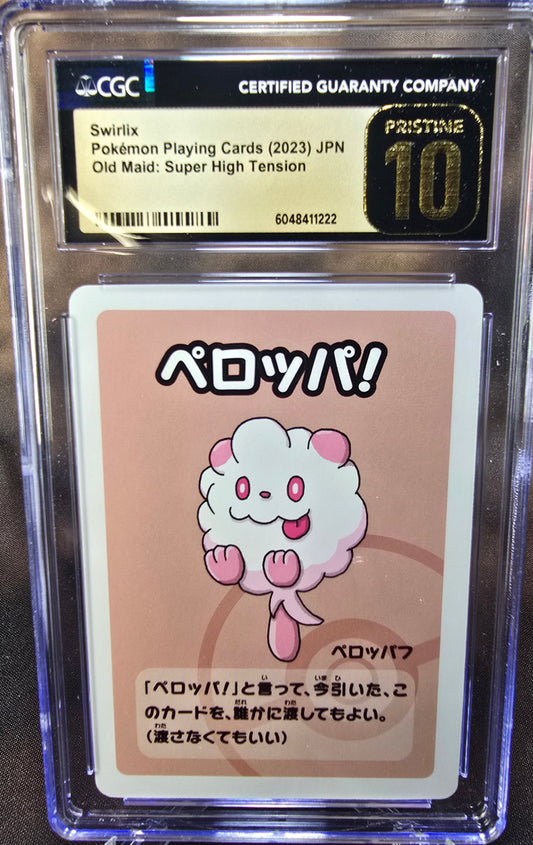 CGC
CERTIFIED GUARANTY COMPANY
Swirlix
Pokémon Playing Cards (2023) JPN
Old Maid: Super High Tension
6048411222
PRISTINE
10
ペロッパ!
ペロッパフ
「ペロッパ!」と言って、今引いた、こ
のカードを、誰かに渡してもよい。
(渡さなくてもいい)